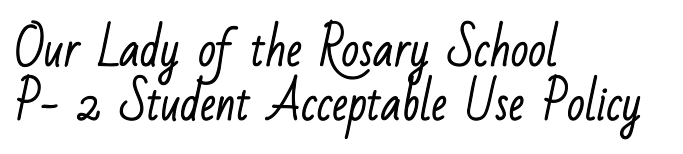 Our Lady of the Rosary School
P- 2 Student Acceptable Use Policy